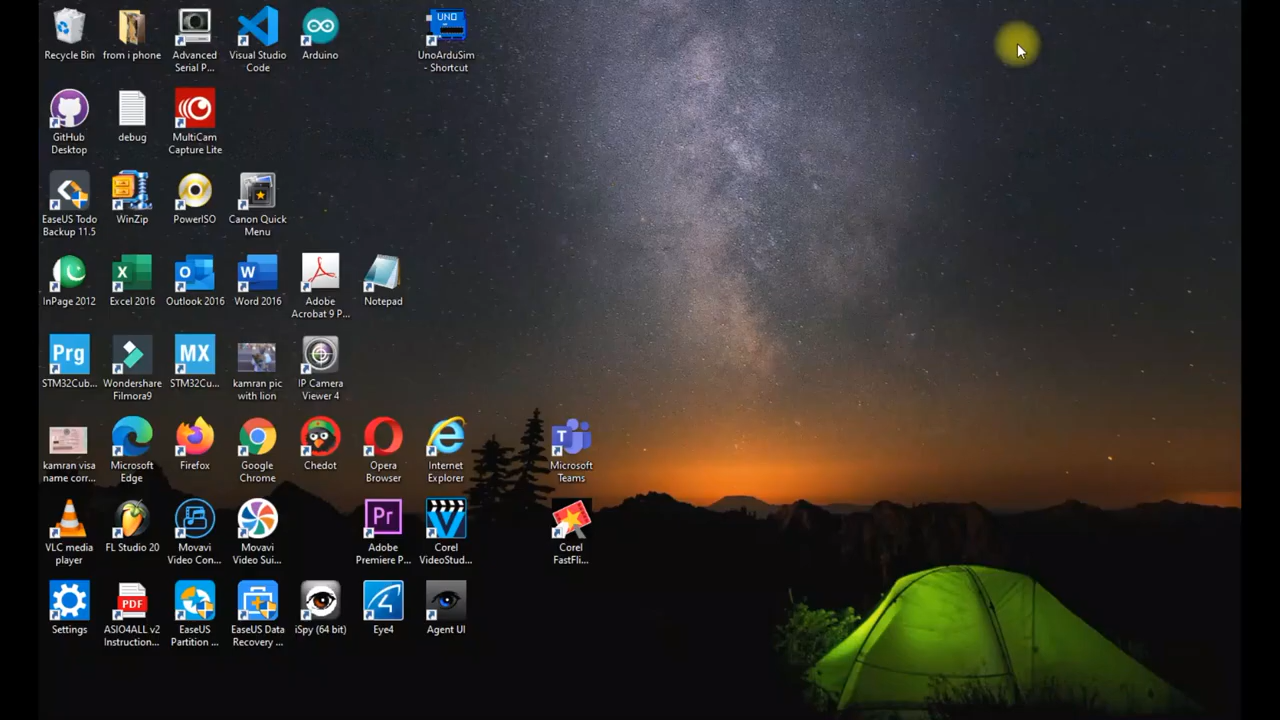 UNO
Recycle Bin
from i phone
Advanced
Serial P...
Visual Studio
Code
Arduino
UnoArduSim
- Shortcut
GitHub
Desktop
debug
MultiCam
Capture Lite
EaseUS Todo
Backup 11.5
WinZip
PowerISO
Canon Quick
Menu
InPage 2012
X
Excel 2016
O
Outlook 2016
W
Word 2016
Adobe
Acrobat 9 P...
Notepad
Prg
STM32Cub...
Wondershare
Filmora9
MX
STM32Cu...
kamran pic
with lion
IP Camera
Viewer 4
kamran visa
name corr...
Microsoft
Edge
Firefox
Google
Chrome
Chedot
Opera
Browser
Internet
Explorer
T
Microsoft
Teams
VLC media
player
FL Studio 20
Movavi
Video Con...
Movavi
Video Sui...
Pr
Adobe
Premiere P...
Corel
VideoStud...
Corel
FastFli...
Settings
PDF
ASIO4ALL v2
Instruction...
EaseUS
Partition ...
EaseUS Data
Recovery ...
iSpy (64 bit)
Eye4
Agent UI